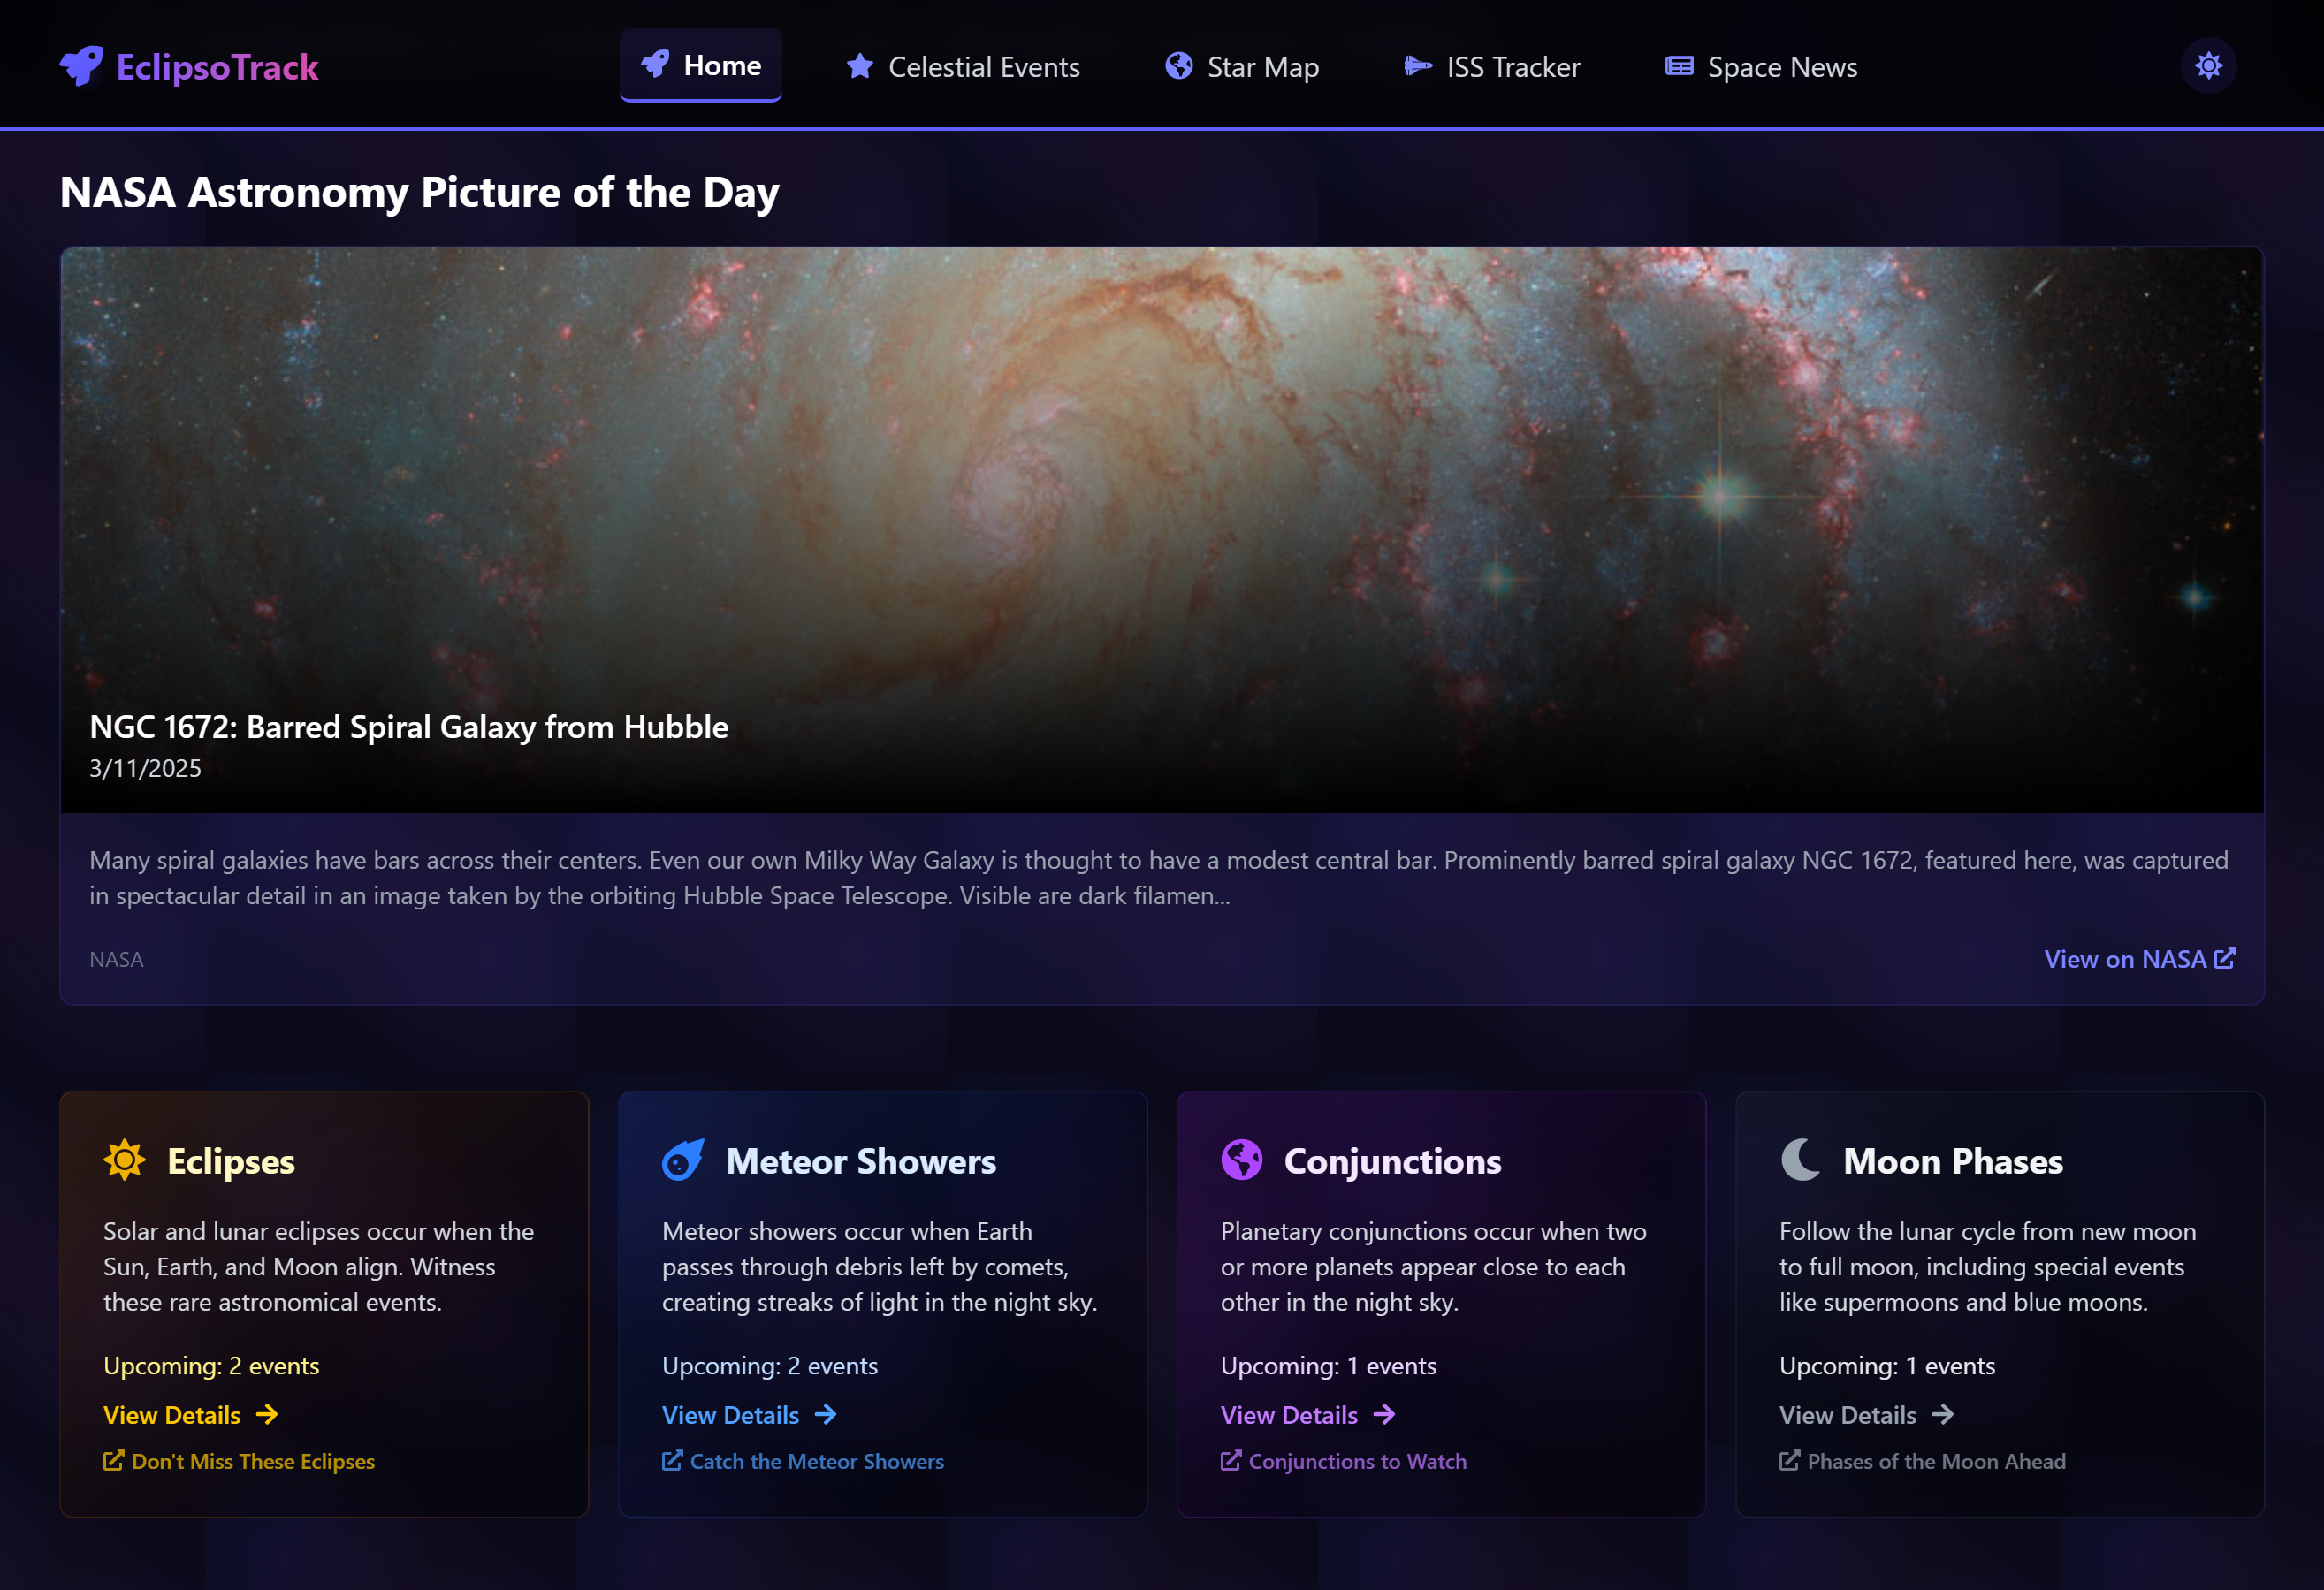 EclipsoTrack
Home
Celestial Events
Star Map
ISS Tracker
Space News
NASA Astronomy Picture of the Day
NGC 1672: Barred Spiral Galaxy from Hubble
3/11/2025
Many spiral galaxies have bars across their centers. Even our own Milky Way Galaxy is thought to have a modest central bar. Prominently barred spiral galaxy NGC 1672, featured here, was captured
in spectacular detail in an image taken by the orbiting Hubble Space Telescope. Visible are dark filamen...
NASA
View on NASA
Eclipses
Solar and lunar eclipses occur when the
Sun, Earth, and Moon align. Witness
these rare astronomical events.
Upcoming: 2 events
View Details
Don't Miss These Eclipses
Meteor Showers
Meteor showers occur when Earth
passes through debris left by comets,
creating streaks of light in the night sky.
Upcoming: 2 events
View Details
Catch the Meteor Showers
Conjunctions
Planetary conjunctions occur when two
or more planets appear close to each
other in the night sky.
Upcoming: 1 events
View Details
Conjunctions to Watch
Moon Phases
Follow the lunar cycle from new moon
to full moon, including special events
like supermoons and blue moons.
Upcoming: 1 events
View Details
Phases of the Moon Ahead